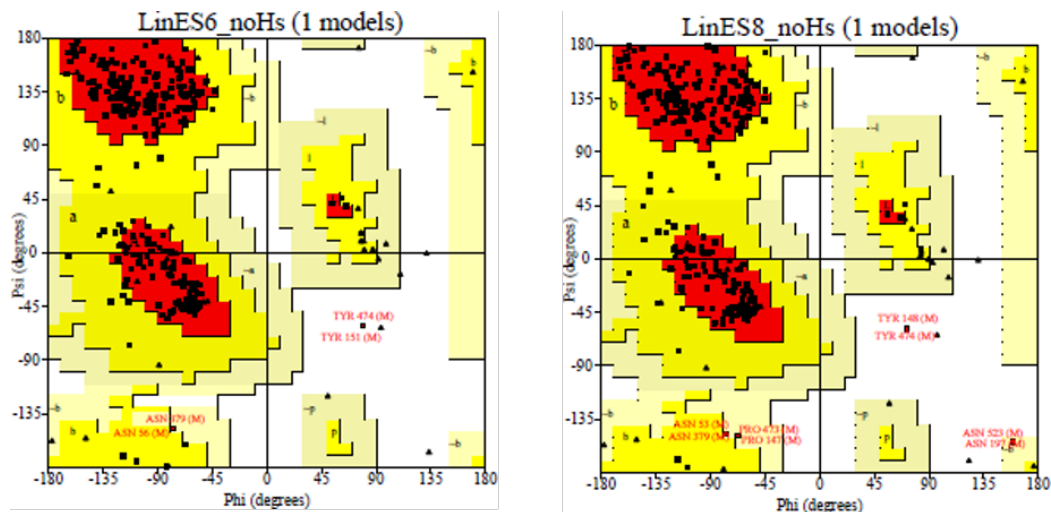 LinES6_noHs (1 models)
180
135
90
45
0
-45
-90
-135
-180
-135
-90
-45
0
45
90
135
180
Psi (degrees)
Phi (degrees)
b
~b
~b
~l
l
a
~a
TYR 474 (M)
TYR 151 (M)
ASN 379 (M)
ASN 56 (M)
~b
b
~p
p
~b
LinES8_noHs (1 models)
180
135
90
45
0
-45
-90
-135
-180
-135
-90
-45
0
45
90
135
180
Psi (degrees)
Phi (degrees)
b
~b
~b
~l
l
a
~a
TYR 148 (M)
TYR 474 (M)
ASN 53 (M)
ASN 379 (M)
PRO 473 (M)
PRO 147 (M)
ASN 523 (M)
ASN 197 (M)
~b
b
~p
p
~b